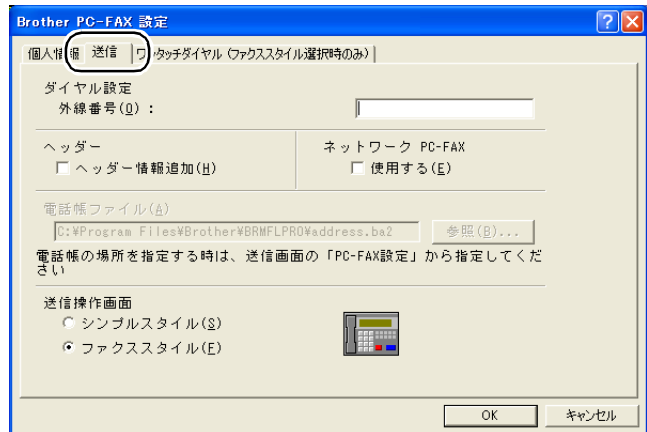 Brother PC-FAX 設定
個人情報 送信 ワンタッチダイヤル (ファクススタイル選択時のみ)
ダイヤル設定
外線番号(O) :
ヘッダー
ネットワーク PC-FAX
ヘッダー情報追加(H)
使用する(E)
電話帳ファイル(A)
C:¥Program Files¥Brother¥BRMFLPRO¥address.ba2 参照(B)...
電話帳の場所を指定する時は、送信画面の「PC-FAX設定」から指定してくだ
さい
送信操作画面
シンプルスタイル(S)
ファクススタイル(F)
OK キャンセル